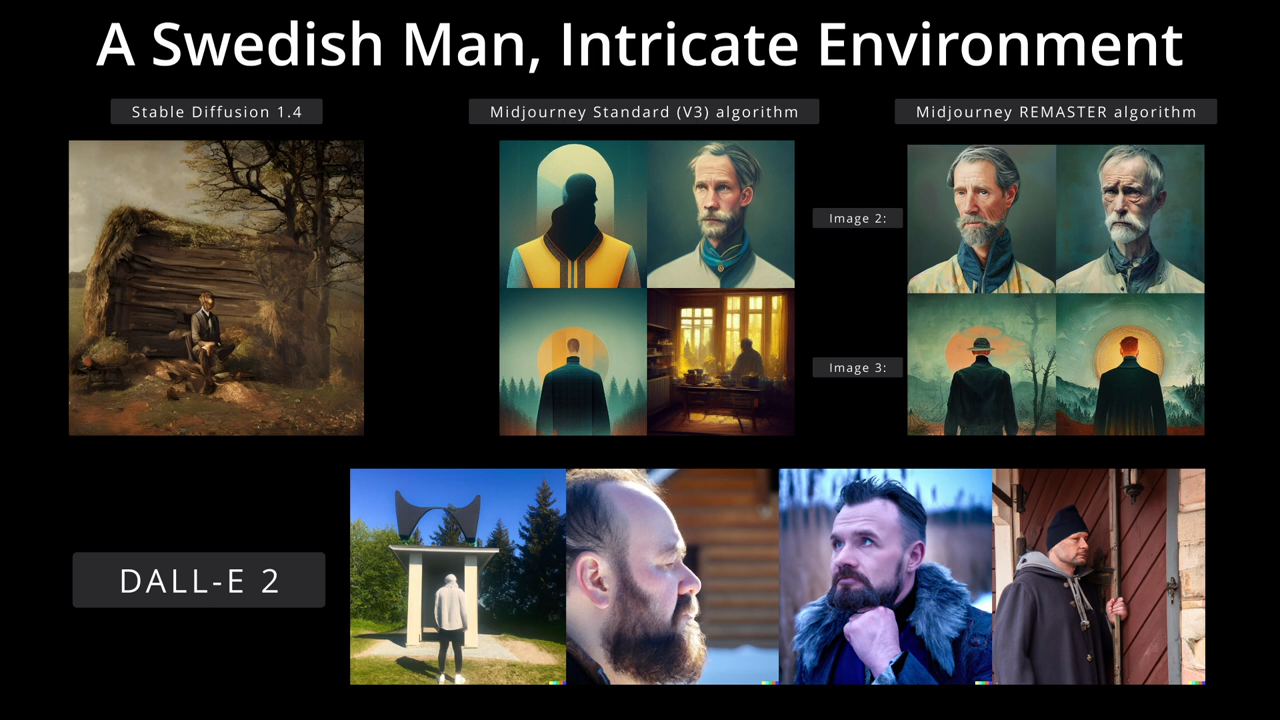 A Swedish Man, Intricate Environment
Stable Diffusion 1.4
Midjourney Standard (V3) algorithm
Midjourney REMASTER algorithm
Image 2:
Image 3:
DALL-E 2